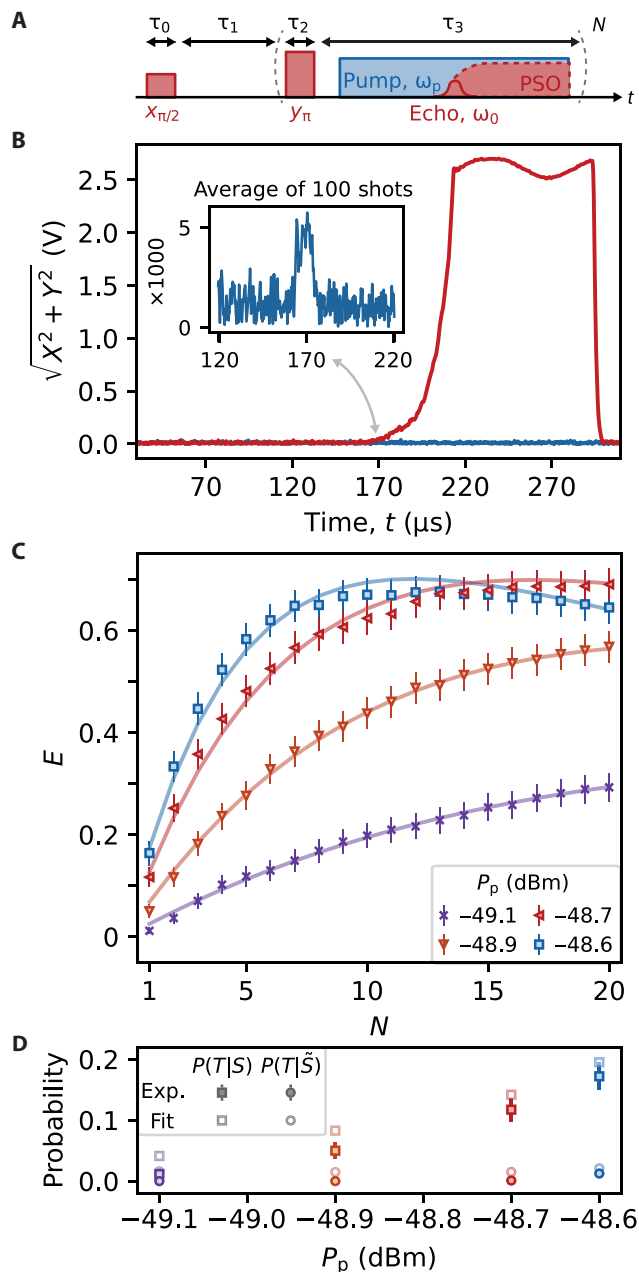 A
τ0 τ1 τ2 τ3 N
Pump, ωp PSO
t
xπ/2 yπ Echo, ω0
B
√X² + Y² (V)
2.5
2.0
1.5
1.0
0.5
0.0
Average of 100 shots
×1000
5
0
120 170 220
70 120 170 220 270
Time, t (μs)
C
E
0.6
0.4
0.2
0
Pp (dBm)
−49.1 −48.7
−48.9 −48.6
1 5 10 15 20
N
D
Probability
0.2
0.1
0.0
P(T|S) P(T|S̃)
Exp.
Fit
−49.1 −49.0 −48.9 −48.8 −48.7 −48.6
Pp (dBm)